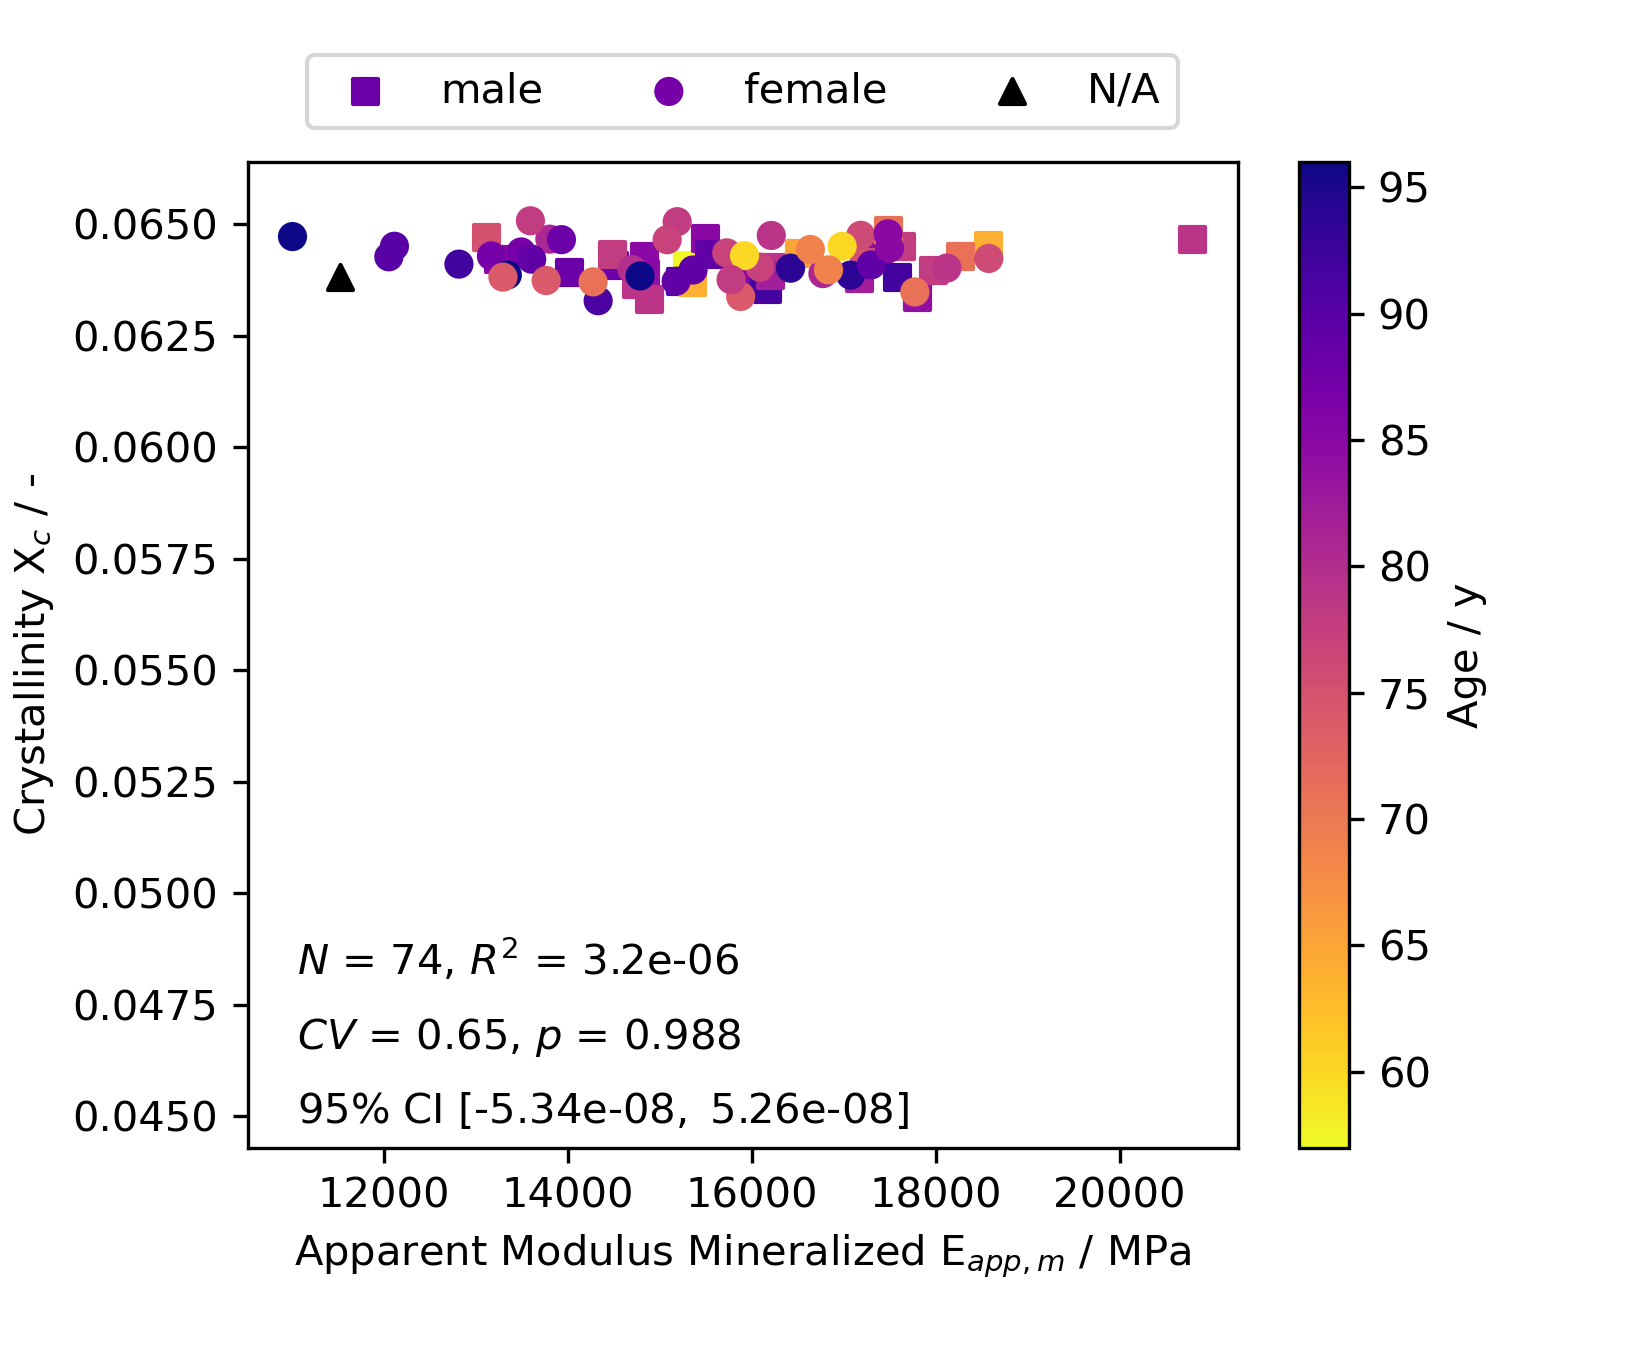 male female N/A
0.0650
0.0625
0.0600
0.0575
0.0550
0.0525
0.0500
0.0475
0.0450
Crystallinity X_c / -
N = 74, R² = 3.2e-06
CV = 0.65, p = 0.988
95% CI [-5.34e-08, 5.26e-08]
12000 14000 16000 18000 20000
Apparent Modulus Mineralized E_app,m / MPa
95
90
85
80
75
70
65
60
Age / y